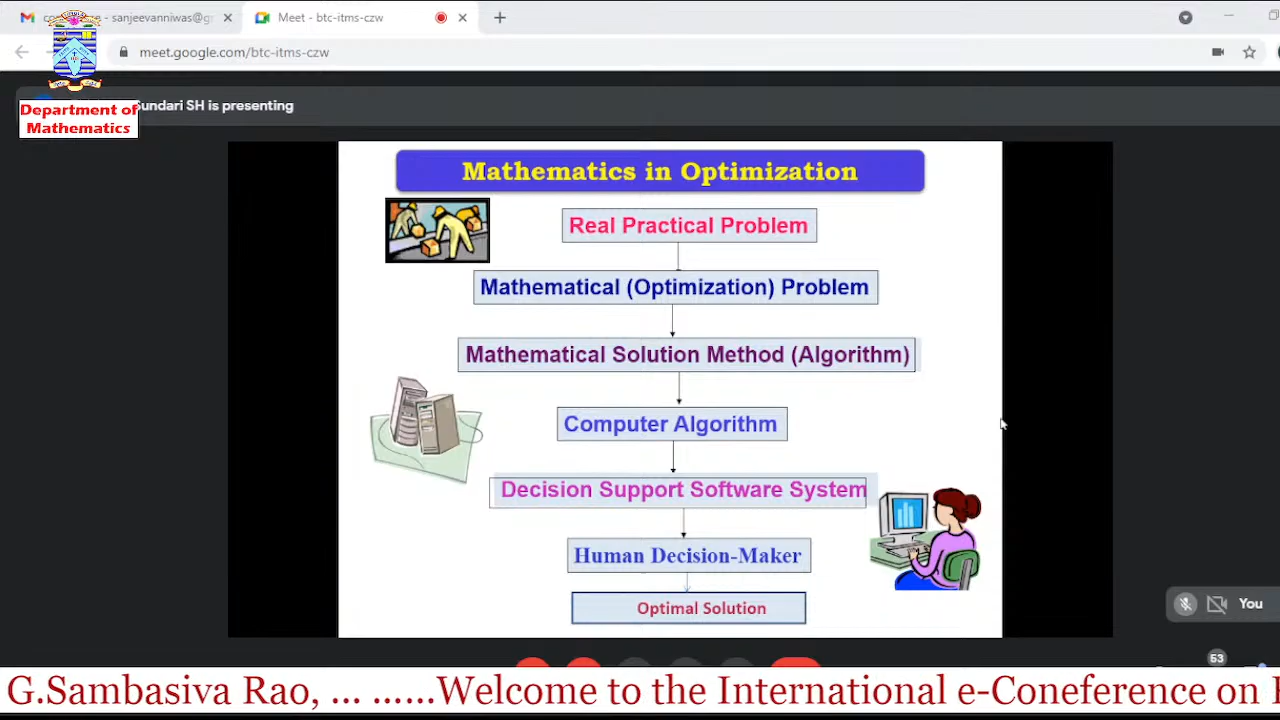 sanjeevanniwas@g
Meet - btc-itms-czw
meet.google.com/btc-itms-czw
Department of
Mathematics
undari SH is presenting
Mathematics in Optimization
Real Practical Problem
Mathematical (Optimization) Problem
Mathematical Solution Method (Algorithm)
Computer Algorithm
Decision Support Software System
Human Decision-Maker
Optimal Solution
You
53
G.Sambasiva Rao, ... ......Welcome to the International e-Coneference on